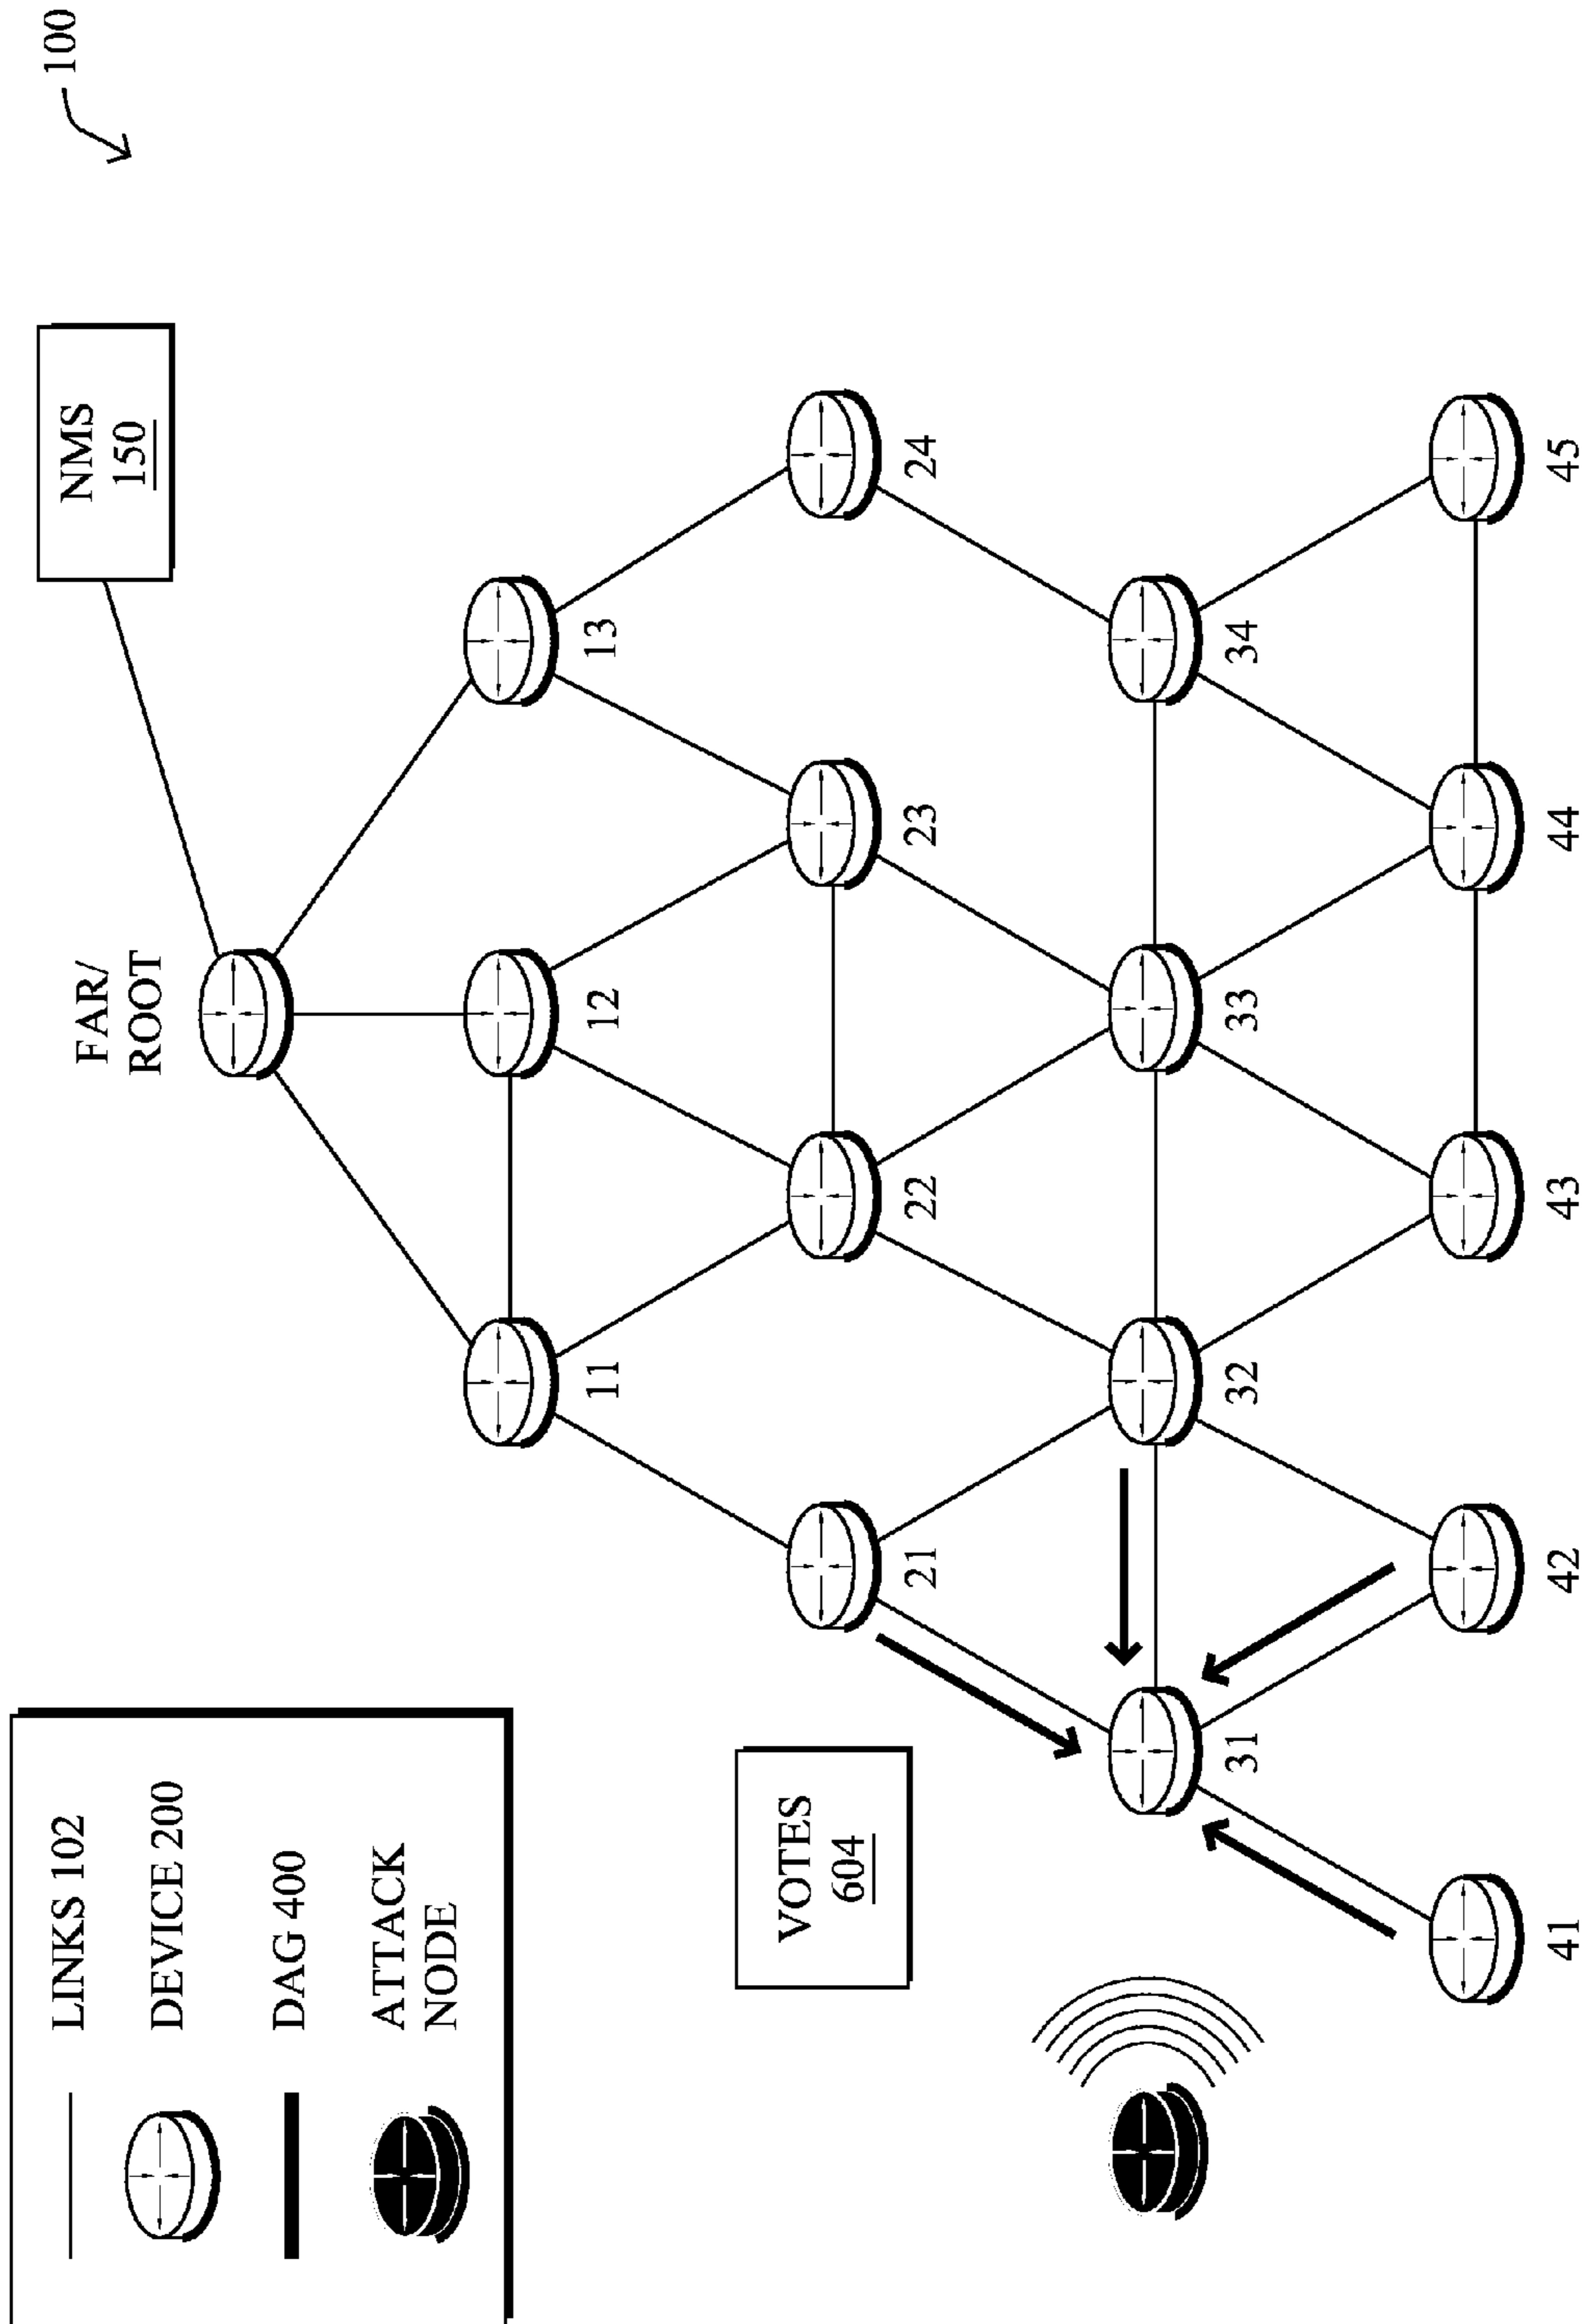 100
LINKS 102
DEVICE 200
DAG 400
ATTACK
NODE
FAR/
ROOT
NMS
150
11
12
13
VOTES
604
21
22
23
24
31
32
33
34
41
42
43
44
45